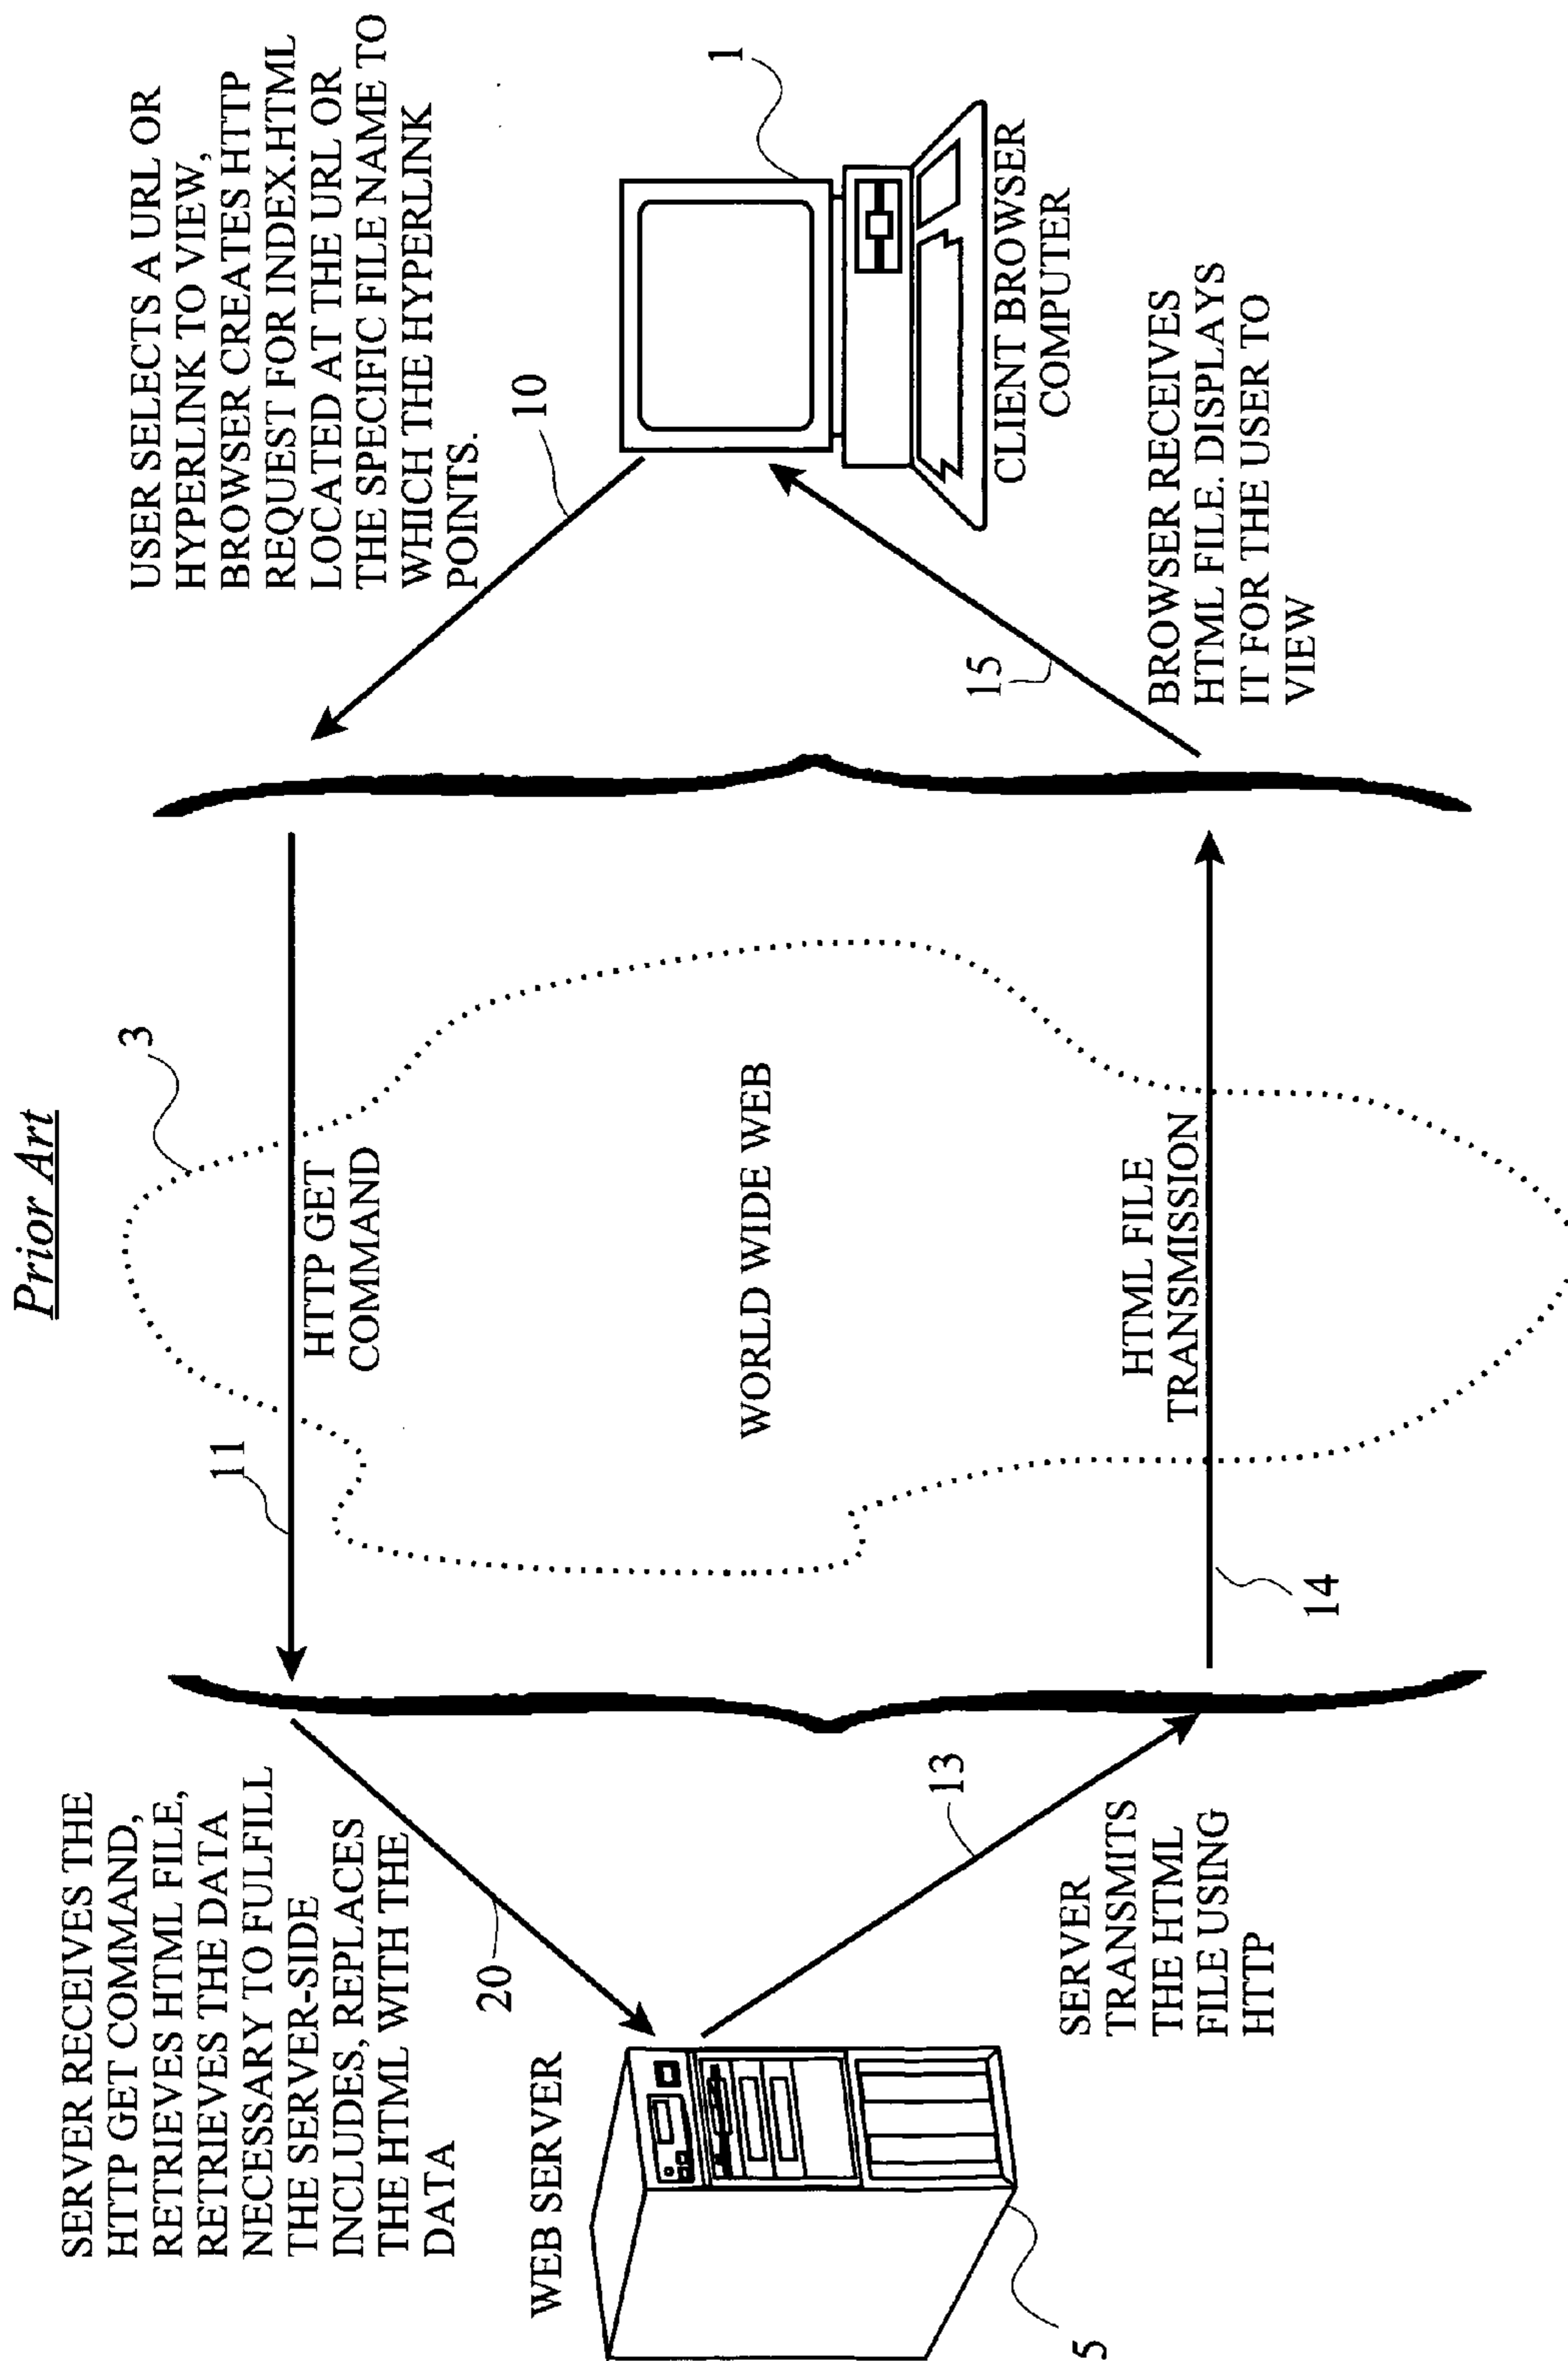 Prior Art
SERVER RECEIVES THE
HTTP GET COMMAND,
RETRIEVES HTML FILE,
RETRIEVES THE DATA
NECESSARY TO FULFILL
THE SERVER-SIDE
INCLUDES, REPLACES
THE HTML WITH THE
DATA
20
WEB SERVER
5
13
SERVER
TRANSMITS
THE HTML
FILE USING
HTTP
11
3
HTTP GET
COMMAND
WORLD WIDE WEB
HTML FILE
TRANSMISSION
14
USER SELECTS A URL OR
HYPERLINK TO VIEW,
BROWSER CREATES HTTP
REQUEST FOR INDEX.HTML
LOCATED AT THE URL OR
THE SPECIFIC FILE NAME TO
WHICH THE HYPERLINK
POINTS.
10
1
CLIENT BROWSER
COMPUTER
15
BROWSER RECEIVES
HTML FILE. DISPLAYS
IT FOR THE USER TO
VIEW